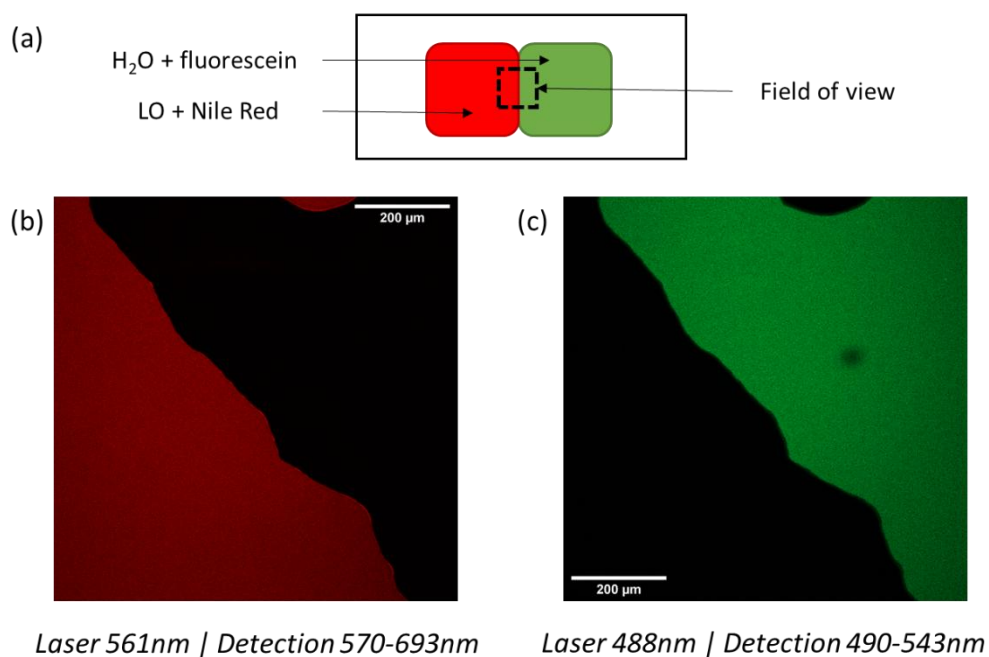 (a)
H₂O + fluorescein
LO + Nile Red
Field of view
(b)
200 µm
(c)
200 µm
Laser 561nm | Detection 570-693nm
Laser 488nm | Detection 490-543nm